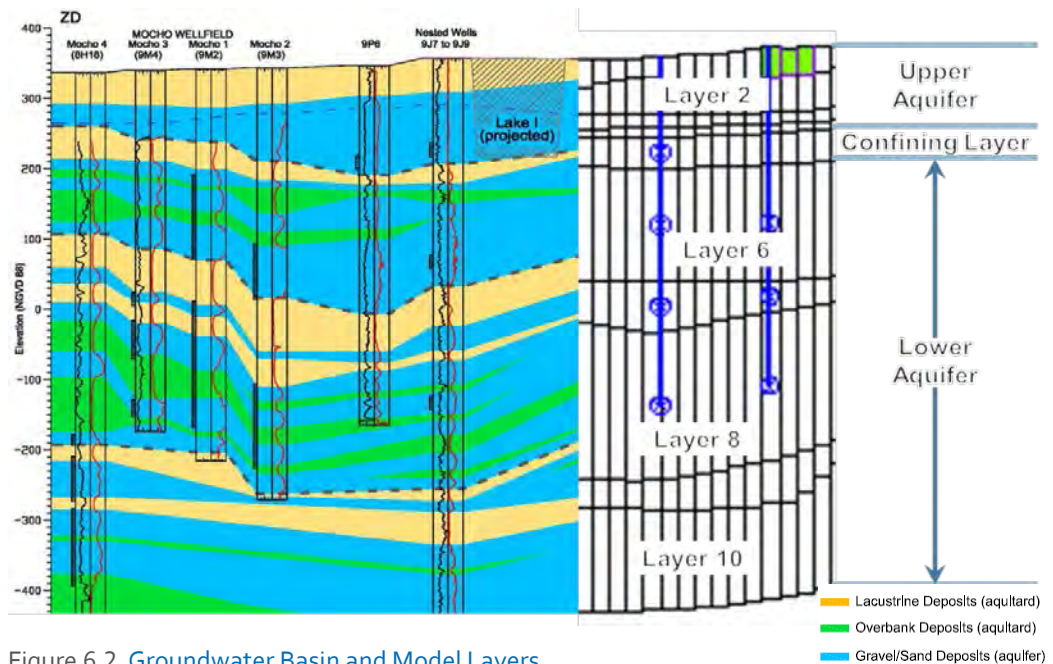 ZD
MOCHO WELLFIELD
Mocho 4
(8H18)
Mocho 3
(9M4)
Mocho 1
(9M2)
Mocho 2
(9M3)
9P6
Nested Wells
9J7 to 9J9
Elevation (NGVD 88)
400
300
200
100
0
−100
−200
−300
−400
Lake I
(projected)
Layer 2
Layer 6
Layer 8
Layer 10
Upper
Aquifer
Confining Layer
Lower
Aquifer
Lacustrine Deposits (aquitard)
Overbank Deposits (aquitard)
Gravel/Sand Deposits (aquifer)
Figure 6.2 Groundwater Basin and Model Layers